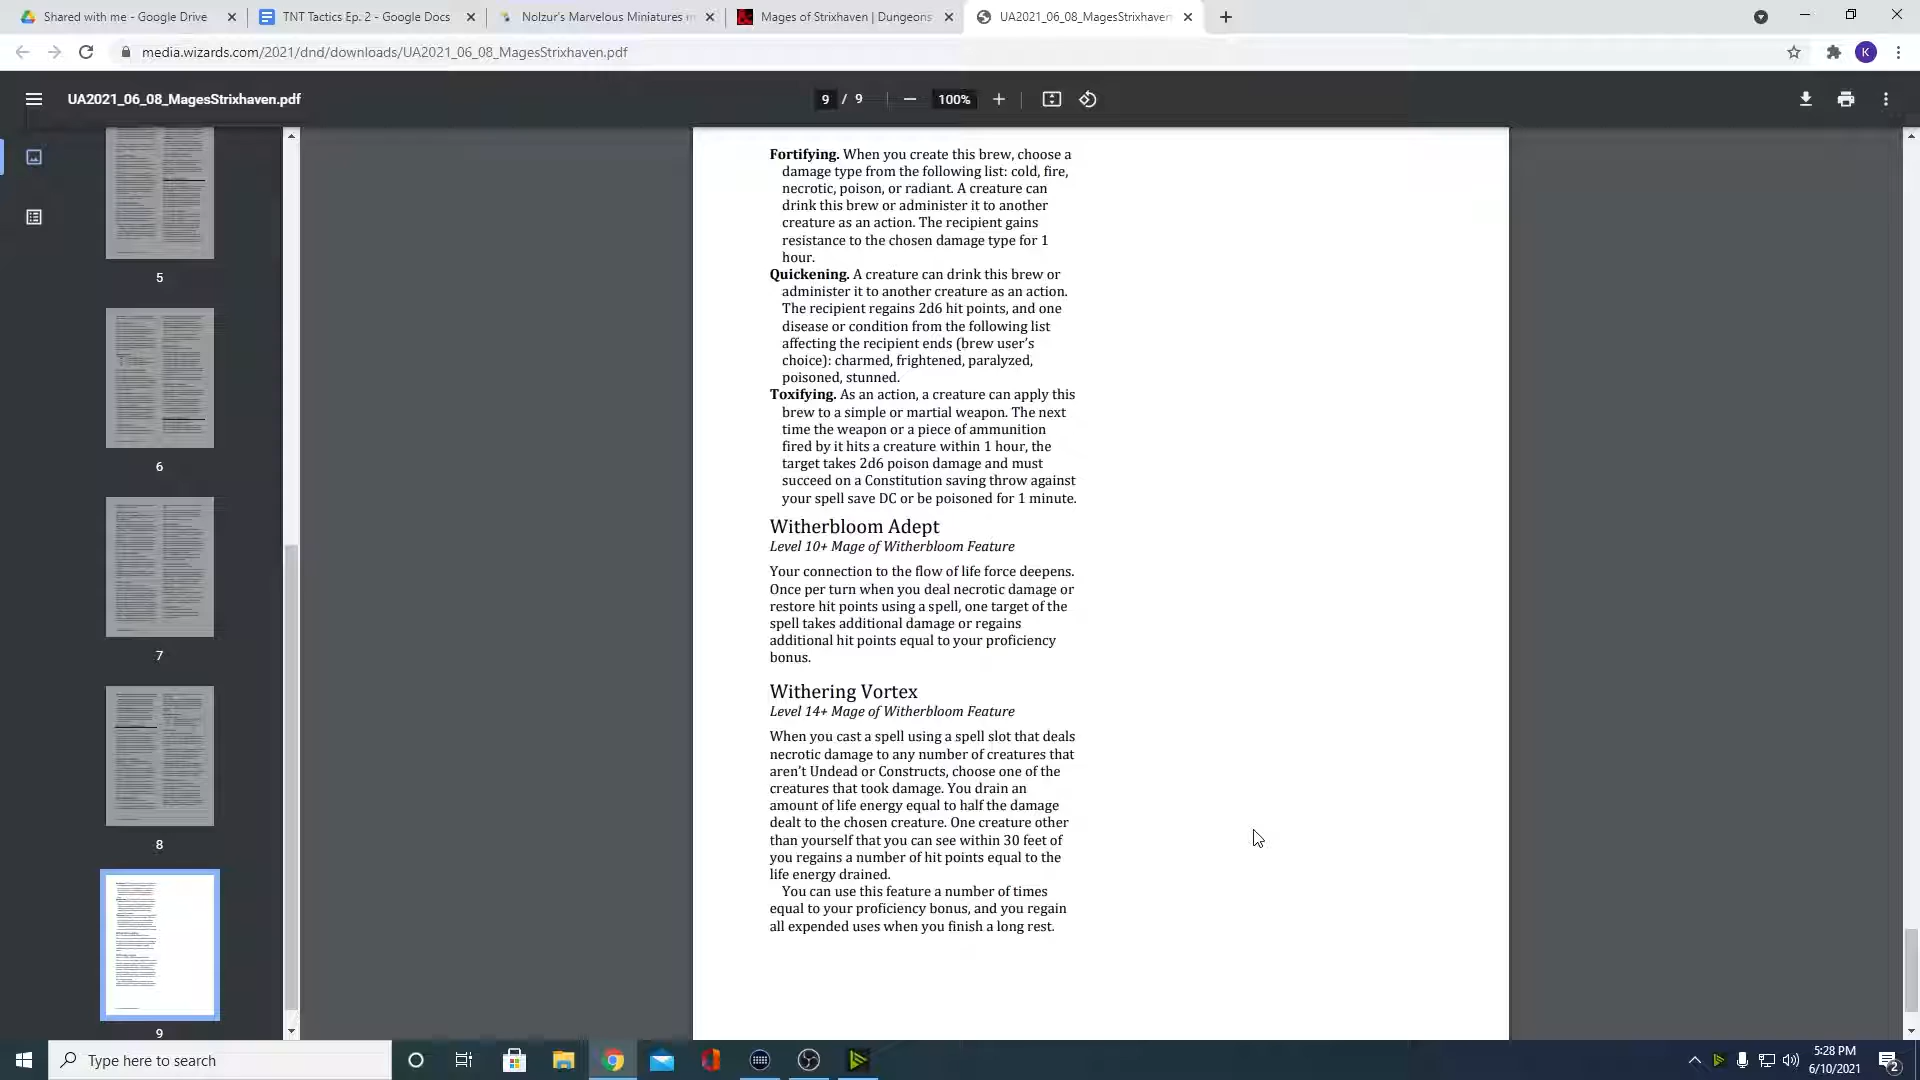 Shared with me - Google Drive
TNT Tactics Ep. 2 - Google Docs
Nolzur's Marvelous Miniatures
Mages of Strixhaven | Dungeons
UA2021_06_08_MagesStrixhaven
media.wizards.com/2021/dnd/downloads/UA2021_06_08_MagesStrixhaven.pdf
K
UA2021_06_08_MagesStrixhaven.pdf
9 / 9
100%
5
6
7
8
9
Fortifying. When you create this brew, choose a
damage type from the following list: cold, fire,
necrotic, poison, or radiant. A creature can
drink this brew or administer it to another
creature as an action. The recipient gains
resistance to the chosen damage type for 1
hour.
Quickening. A creature can drink this brew or
administer it to another creature as an action.
The recipient regains 2d6 hit points, and one
disease or condition from the following list
affecting the recipient ends (brew user’s
choice): charmed, frightened, paralyzed,
poisoned, stunned.
Toxifying. As an action, a creature can apply this
brew to a simple or martial weapon. The next
time the weapon or a piece of ammunition
fired by it hits a creature within 1 hour, the
target takes 2d6 poison damage and must
succeed on a Constitution saving throw against
your spell save DC or be poisoned for 1 minute.
Witherbloom Adept
Level 10+ Mage of Witherbloom Feature
Your connection to the flow of life force deepens.
Once per turn when you deal necrotic damage or
restore hit points using a spell, one target of the
spell takes additional damage or regains
additional hit points equal to your proficiency
bonus.
Withering Vortex
Level 14+ Mage of Witherbloom Feature
When you cast a spell using a spell slot that deals
necrotic damage to any number of creatures that
aren’t Undead or Constructs, choose one of the
creatures that took damage. You drain an
amount of life energy equal to half the damage
dealt to the chosen creature. One creature other
than yourself that you can see within 30 feet of
you regains a number of hit points equal to the
life energy drained.
You can use this feature a number of times
equal to your proficiency bonus, and you regain
all expended uses when you finish a long rest.
Type here to search
5:28 PM
6/10/2021
2